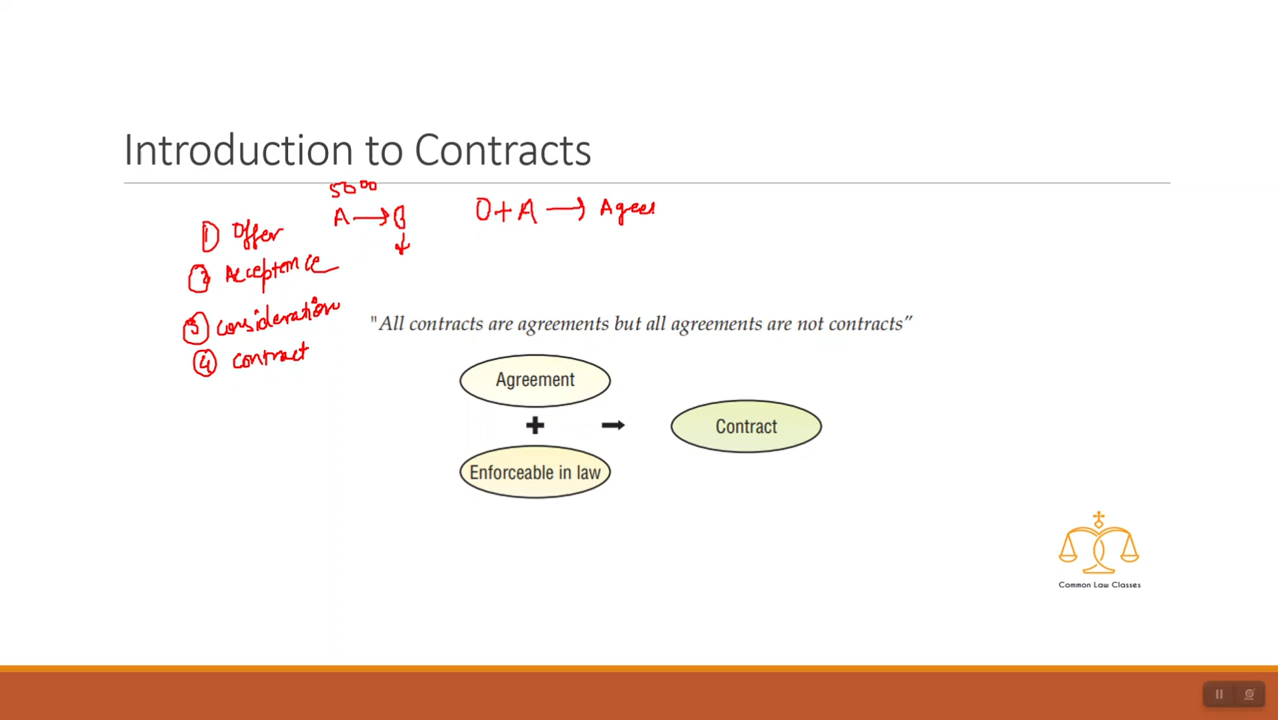 Introduction to Contracts
5000
A → B
O + A → Agree
① Offer
② Acceptance
③ consideration
④ contract
"All contracts are agreements but all agreements are not contracts”
Agreement
+
Enforceable in law
Contract
Common Law Classes